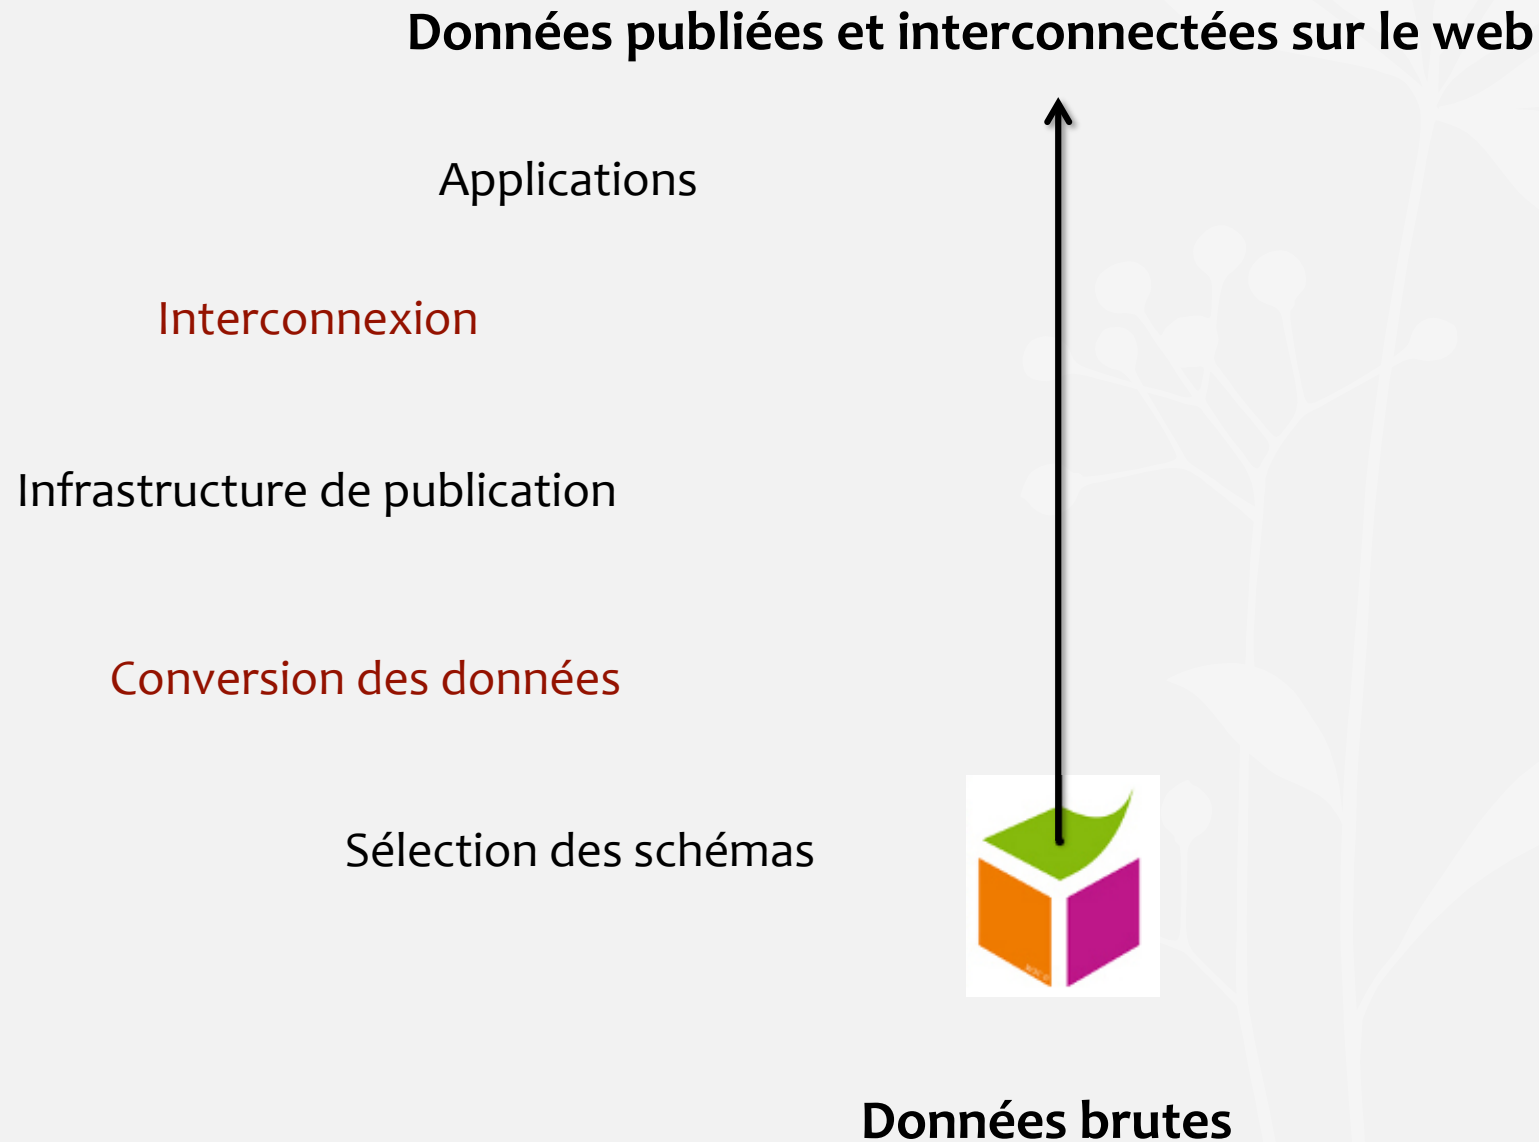 Données publiées et interconnectées sur le web
Applications
Interconnexion
Infrastructure de publication
Conversion des données
Sélection des schémas
Données brutes